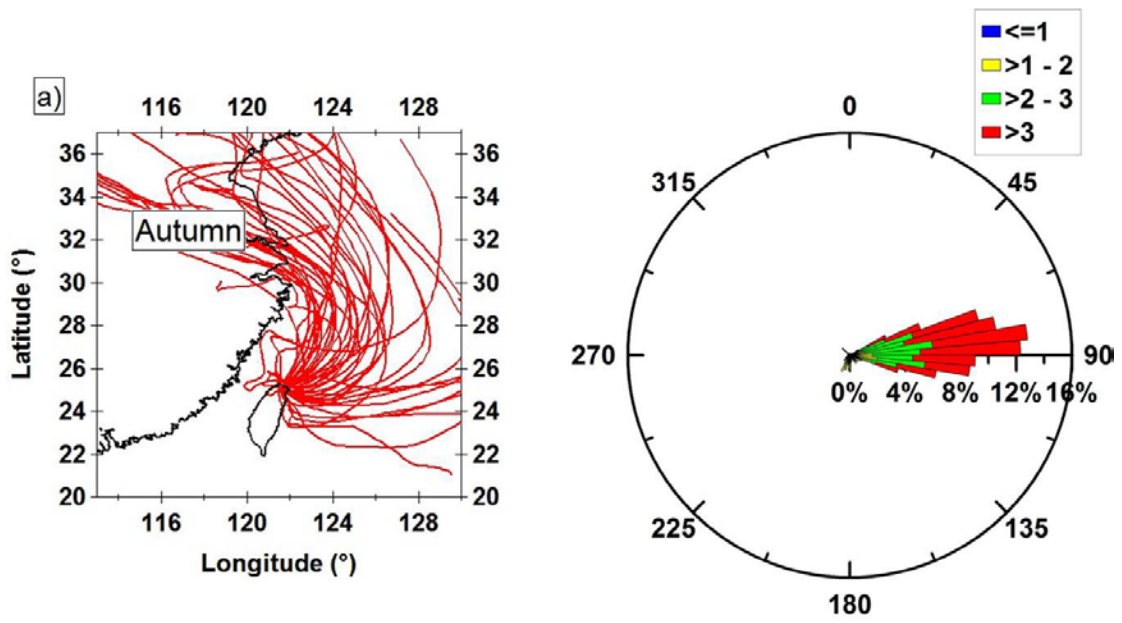 a)
116 120 124 128
36 36
34 34
Autumn
32 32
30 30
28 28
26 26
24 24
22 22
20 20
116 120 124 128
Latitude (°)
Longitude (°)
<=1
>1 - 2
>2 - 3
>3
0
315 45
270 90
0% 4% 8% 12% 16%
225 135
180